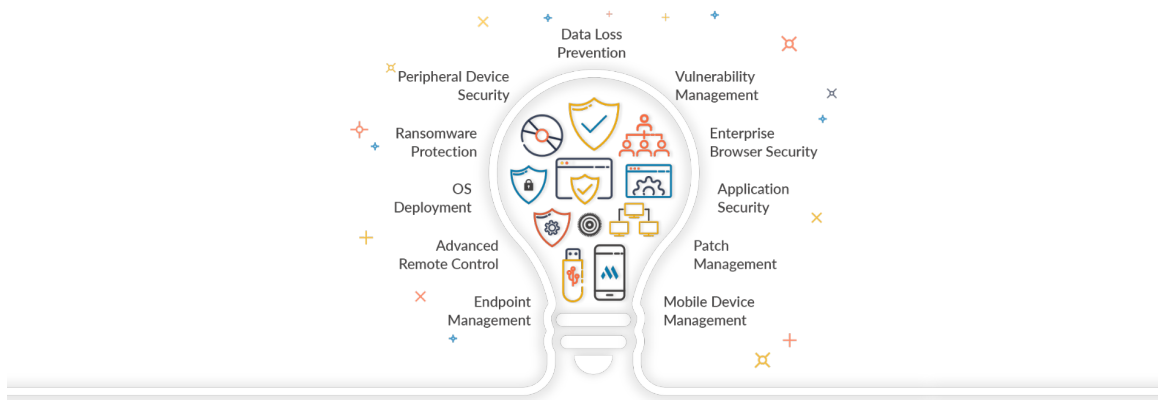 Data Loss
Prevention
Peripheral Device
Security
Vulnerability
Management
Ransomware
Protection
Enterprise
Browser Security
OS
Deployment
Application
Security
Advanced
Remote Control
Patch
Management
Endpoint
Management
Mobile Device
Management